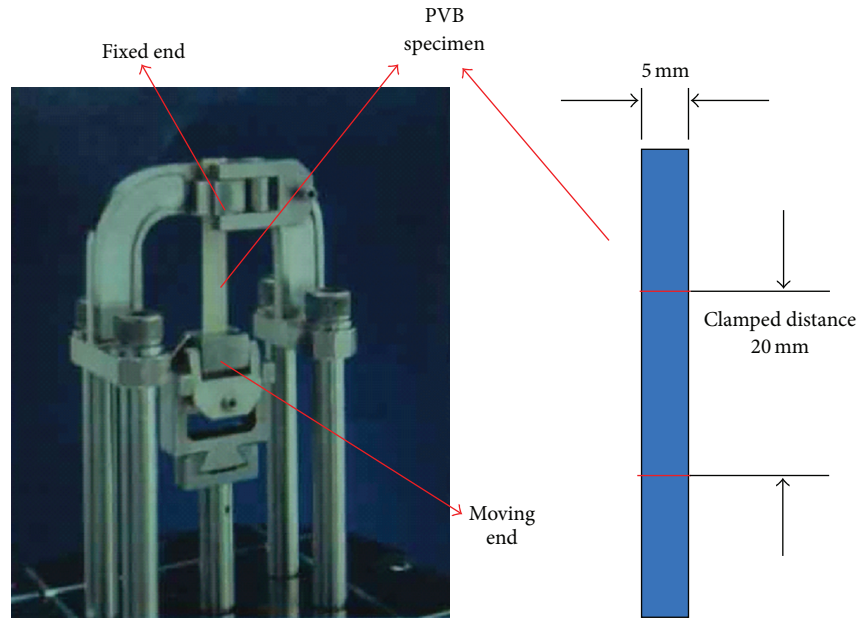 PVB
specimen
Fixed end
5 mm
Clamped distance
20 mm
Moving
end